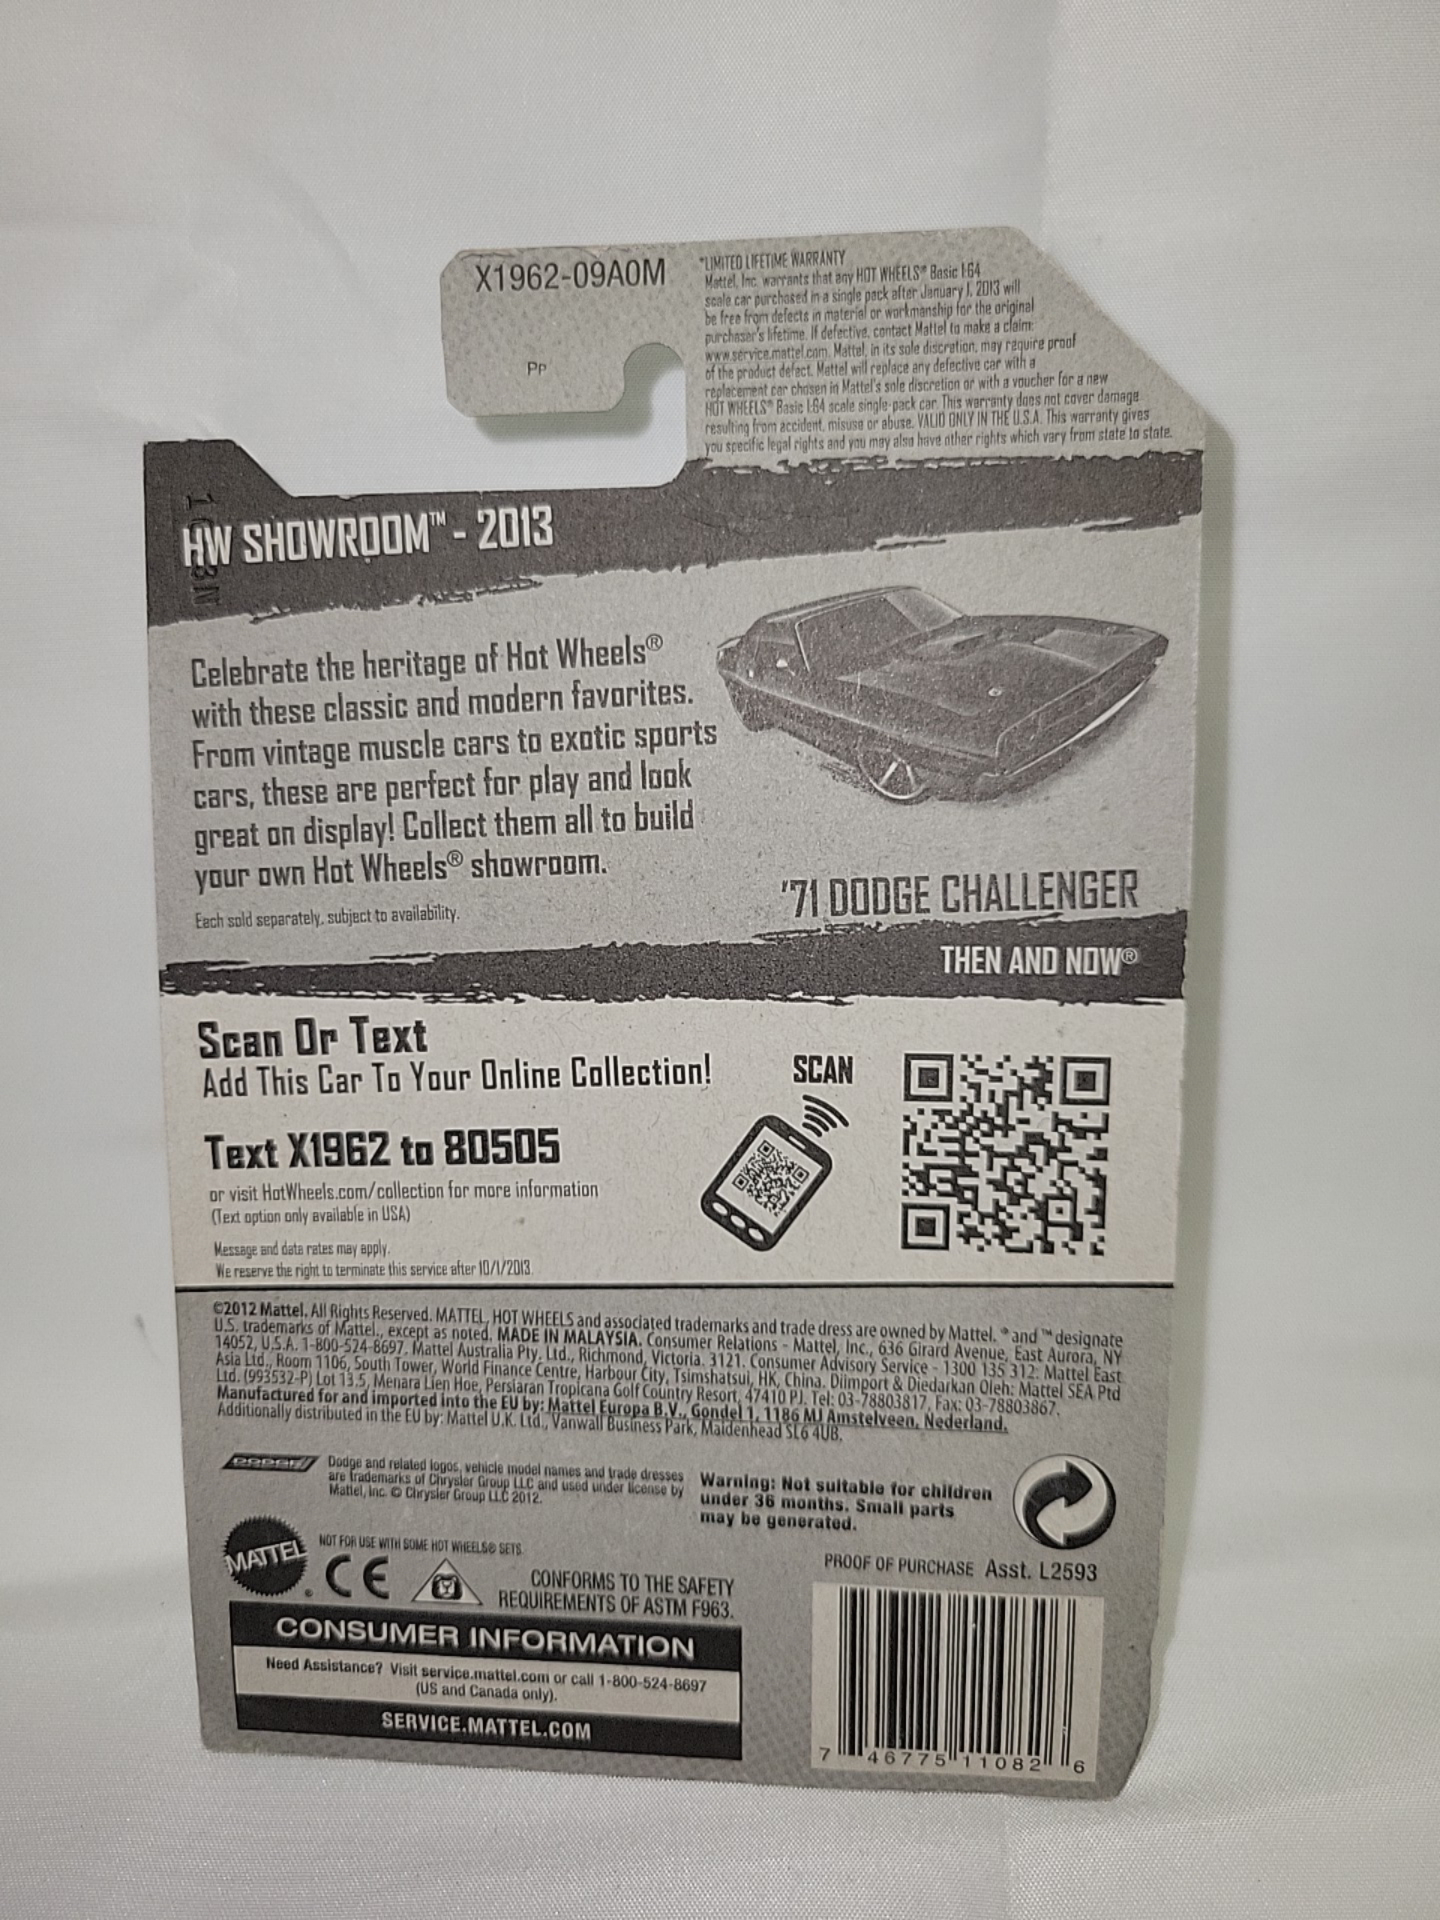 X1962-09A0M
PP
*LIMITED LIFETIME WARRANTY
Mattel, Inc. warrants that any HOT WHEELS® Basic 1:64
scale car purchased in a single pack after January 1, 2013 will
be free from defects in material or workmanship for the original
purchaser's lifetime. If defective, contact Mattel to make a claim:
www.service.mattel.com. Mattel, in its sole discretion, may require proof
of the product defect. Mattel will replace any defective car with a
replacement car chosen in Mattel's sole discretion or with a voucher for a new
HOT WHEELS® Basic 1:64 scale single-pack car. This warranty does not cover damage
resulting from accident, misuse or abuse. VALID ONLY IN THE U.S.A. This warranty gives
you specific legal rights and you may also have other rights which vary from state to state.
HW SHOWROOM™ - 2013
Celebrate the heritage of Hot Wheels®
with these classic and modern favorites.
From vintage muscle cars to exotic sports
cars, these are perfect for play and look
great on display! Collect them all to build
your own Hot Wheels® showroom.
Each sold separately, subject to availability.
'71 DODGE CHALLENGER
THEN AND NOW®
Scan Or Text
Add This Car To Your Online Collection!
SCAN
Text X1962 to 80505
or visit HotWheels.com/collection for more information
(Text option only available in USA)
Message and data rates may apply.
We reserve the right to terminate this service after 10/1/2013.
©2012 Mattel. All Rights Reserved. MATTEL, HOT WHEELS and associated trademarks and trade dress are owned by Mattel. ® and ™ designate
U.S. trademarks of Mattel., except as noted. MADE IN MALAYSIA. Consumer Relations - Mattel, Inc., 636 Girard Avenue, East Aurora, NY
14052, U.S.A. 1-800-524-8697. Mattel Australia Pty. Ltd., Richmond, Victoria. 3121. Consumer Advisory Service - 1300 135 312. Mattel East
Asia Ltd., Room 1106, South Tower, World Finance Centre, Harbour City, Tsimshatsui, HK, China. Diimport & Diedarkan Oleh: Mattel SEA Ptd
Ltd. (993532-P) Lot 13.5, Menara Lien Hoe, Persiaran Tropicana Golf Country Resort, 47410 PJ. Tel: 03-78803817, Fax: 03-78803867.
Manufactured for and imported into the EU by: Mattel Europa B.V., Gondel 1, 1186 MJ Amstelveen, Nederland.
Additionally distributed in the EU by: Mattel U.K. Ltd., Vanwall Business Park, Maidenhead SL6 4UB.
DODGE
Dodge and related logos, vehicle model names and trade dresses
are trademarks of Chrysler Group LLC and used under license by
Mattel, Inc. © Chrysler Group LLC 2012.
Warning: Not suitable for children
under 36 months. Small parts
may be generated.
MATTEL®
NOT FOR USE WITH SOME HOT WHEELS® SETS.
CE
CONFORMS TO THE SAFETY
REQUIREMENTS OF ASTM F963.
PROOF OF PURCHASE Asst. L2593
CONSUMER INFORMATION
Need Assistance? Visit service.mattel.com or call 1-800-524-8697
(US and Canada only).
SERVICE.MATTEL.COM
7 46775 11082 6